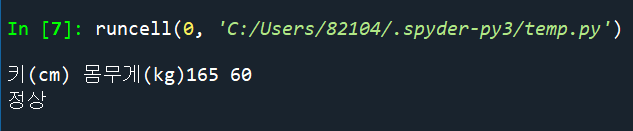 In [7]: runcell(0, 'C:/Users/82104/.spyder-py3/temp.py')
키(cm) 몸무게(kg)165 60
정상